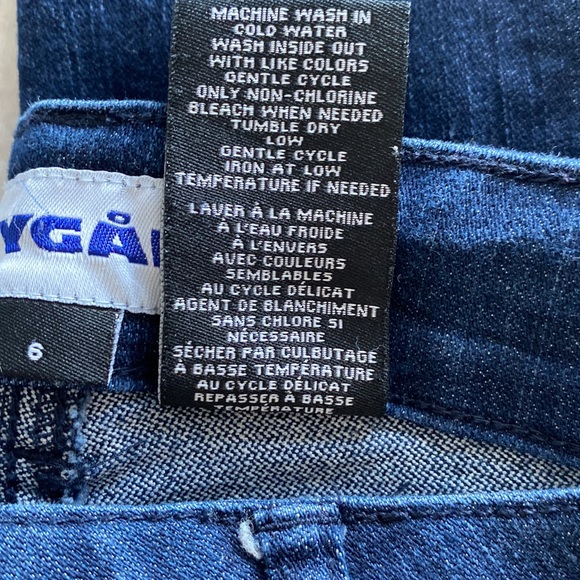 MACHINE WASH IN
COLD WATER
WASH INSIDE OUT
WITH LIKE COLORS
GENTLE CYCLE
ONLY NON-CHLORINE
BLEACH WHEN NEEDED
TUMBLE DRY
LOW
GENTLE CYCLE
IRON AT LOW
TEMPERATURE IF NEEDED
LAVER À LA MACHINE
À L'EAU FROIDE
À L'ENVERS
AVEC COULEURS
SEMBLABLES
AU CYCLE DÉLICAT
AGENT DE BLANCHIMENT
SANS CHLORE SI
NÉCESSAIRE
SÉCHER PAR CULBUTAGE
À BASSE TEMPÉRATURE
AU CYCLE DÉLICAT
REPASSER À BASSE
TEMPÉRATURE
YGÅ
6